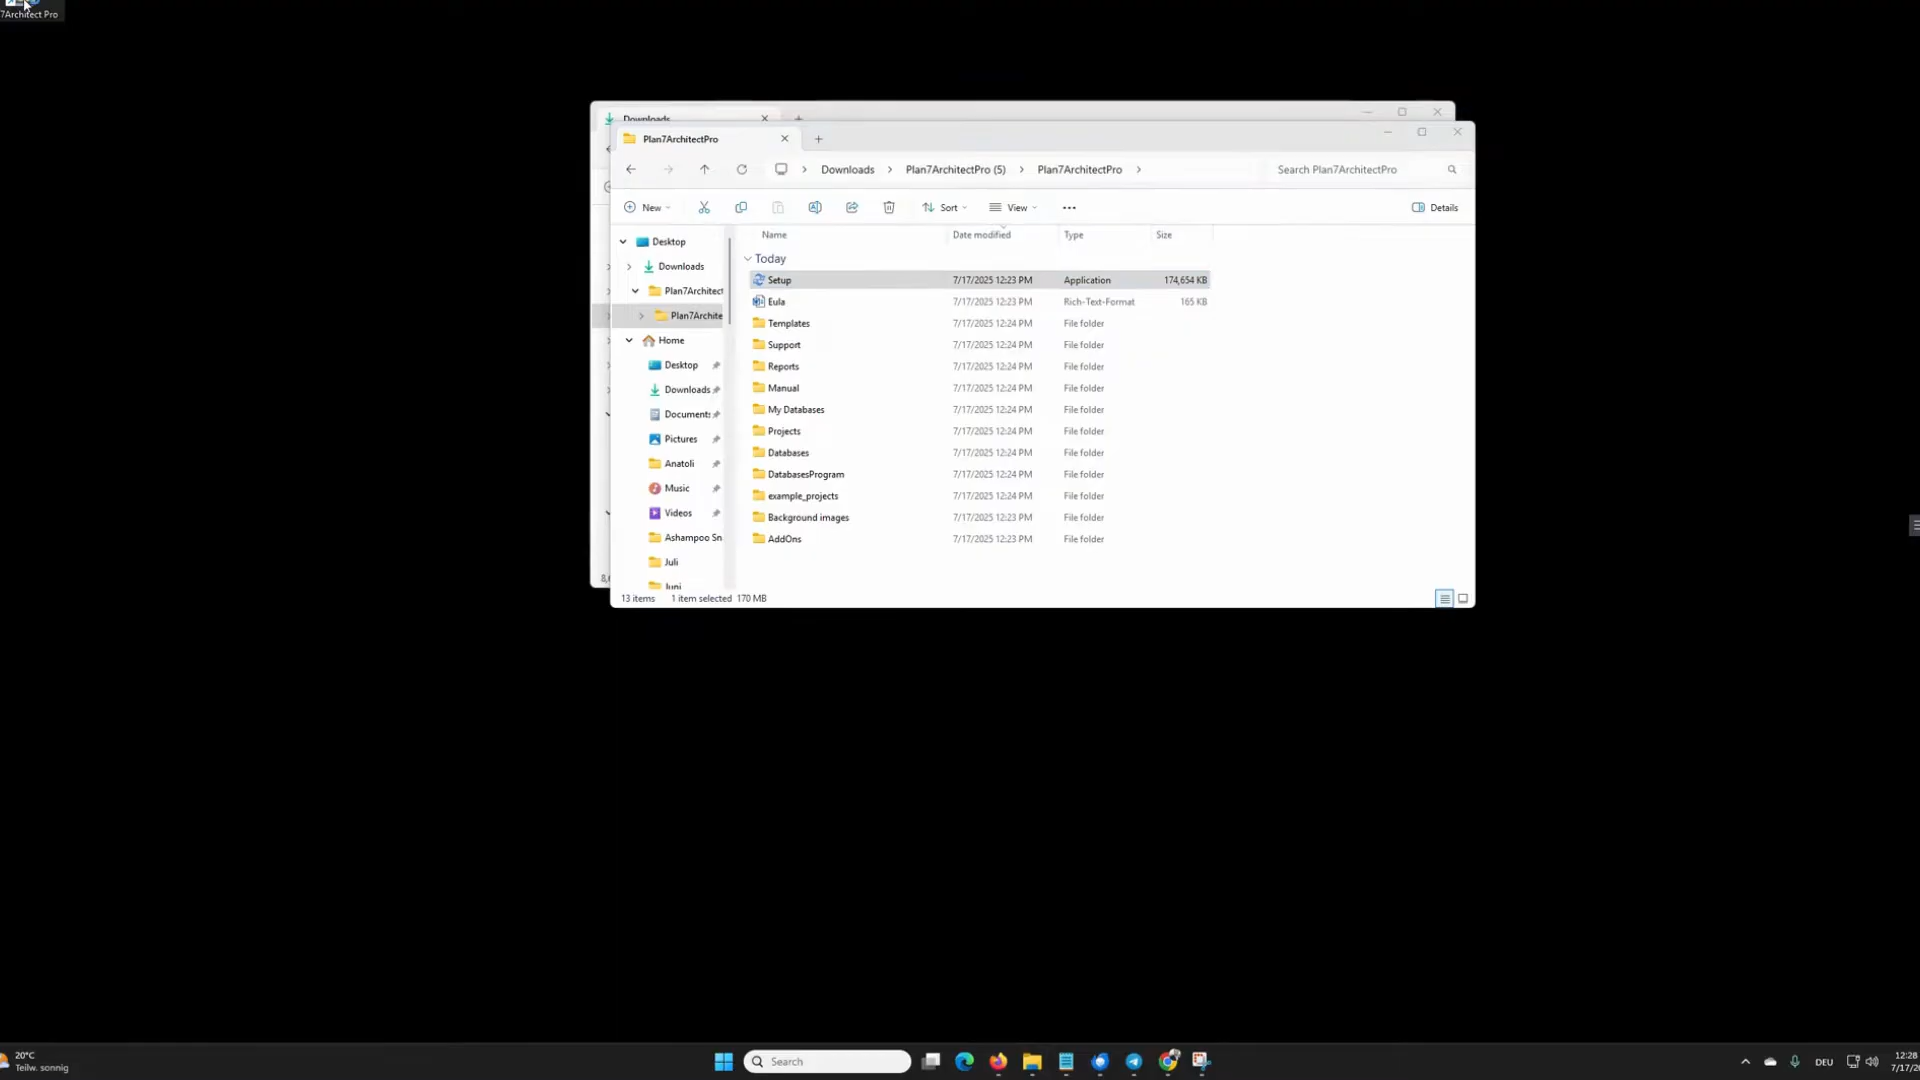 7Architect Pro
Downloads
Plan7ArchitectPro
Downloads
Plan7ArchitectPro (5)
Plan7ArchitectPro
Search Plan7ArchitectPro
New
Sort
View
Details
Name Date modified Type Size
Desktop
Downloads
Plan7Architect
Plan7Archite
Home
Desktop
Downloads
Document
Pictures
Anatoli
Music
Videos
Ashampoo Sn
Juli
Juni
Today
Setup 7/17/2025 12:23 PM Application 174,654 KB
Eula 7/17/2025 12:23 PM Rich-Text-Format 165 KB
Templates 7/17/2025 12:24 PM File folder
Support 7/17/2025 12:24 PM File folder
Reports 7/17/2025 12:24 PM File folder
Manual 7/17/2025 12:24 PM File folder
My Databases 7/17/2025 12:24 PM File folder
Projects 7/17/2025 12:24 PM File folder
Databases 7/17/2025 12:24 PM File folder
DatabasesProgram 7/17/2025 12:24 PM File folder
example_projects 7/17/2025 12:24 PM File folder
Background images 7/17/2025 12:23 PM File folder
AddOns 7/17/2025 12:23 PM File folder
13 items 1 item selected 170 MB
20°C
Teilw. sonnig
Search
DEU
12:28
7/17/20